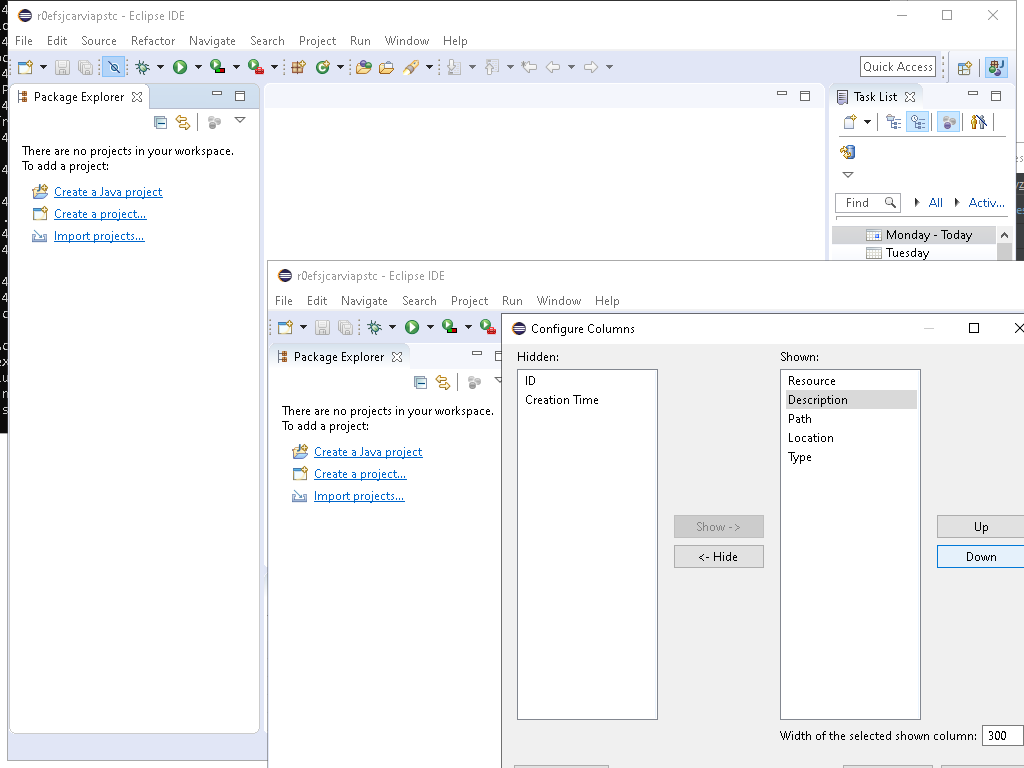 r0efsjcarviapstc - Eclipse IDE
File Edit Source Refactor Navigate Search Project Run Window Help
Quick Access
Package Explorer
Task List
There are no projects in your workspace.
To add a project:
Create a Java project
Create a project...
Import projects...
Find All Activ...
Monday - Today
Tuesday
r0efsjcarviapstc - Eclipse IDE
File Edit Navigate Search Project Run Window Help
Package Explorer
There are no projects in your workspace.
To add a project:
Create a Java project
Create a project...
Import projects...
Configure Columns
Hidden: Shown:
ID
Creation Time
Resource
Description
Path
Location
Type
Show ->
<- Hide
Up
Down
Width of the selected shown column: 300